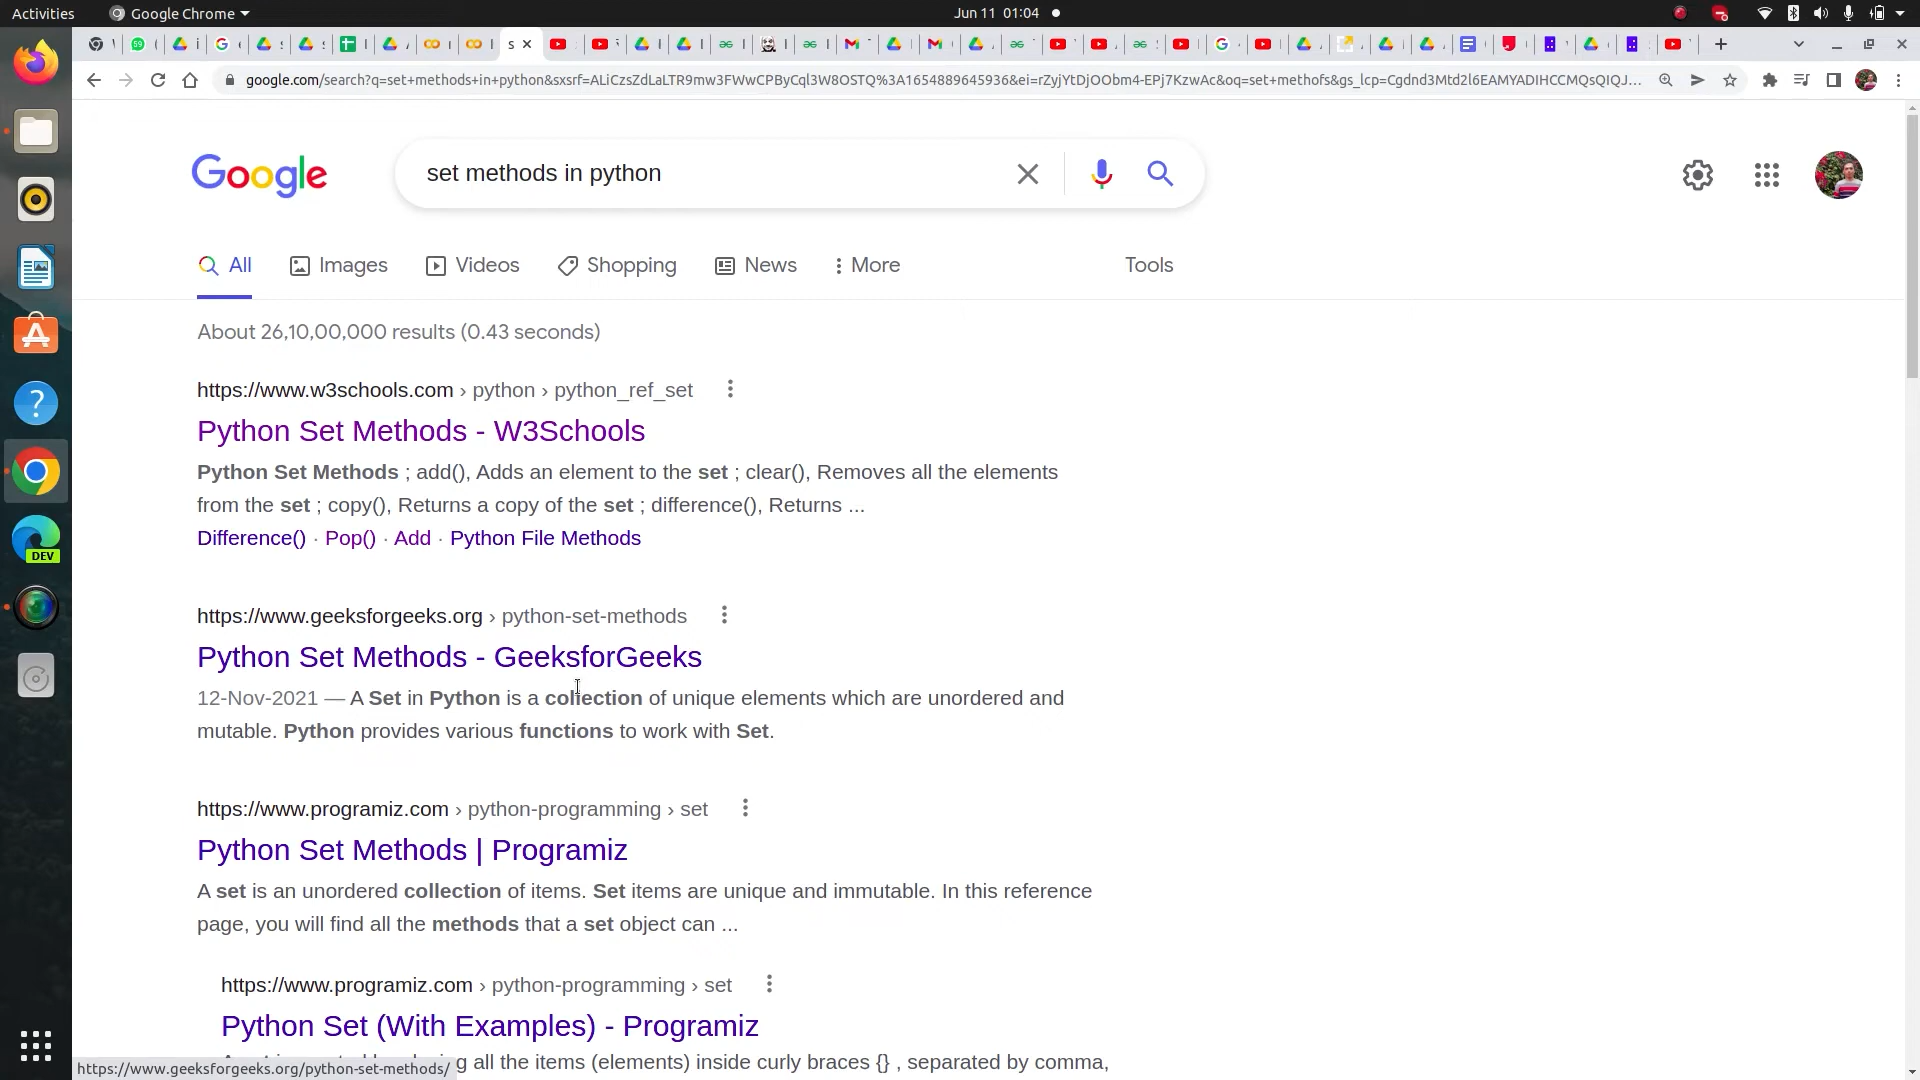 Activities
Google Chrome
Jun 11 01:04
google.com/search?q=set+methods+in+python&sxsrf=ALiCzsZdLaLTR9mw3FWwCPByCql3W8OSTQ%3A1654889645936&ei=rZyjYtDjOObm4-EPj7KzwAc&oq=set+methofs&gs_lcp=Cgdnd3Mtd2l6EAMYADIHCCMQsQIQJ...
Google
set methods in python
All
Images
Videos
Shopping
News
More
Tools
About 26,10,00,000 results (0.43 seconds)
https://www.w3schools.com › python › python_ref_set
Python Set Methods - W3Schools
Python Set Methods ; add(), Adds an element to the set ; clear(), Removes all the elements
from the set ; copy(), Returns a copy of the set ; difference(), Returns ...
Difference() · Pop() · Add · Python File Methods
https://www.geeksforgeeks.org › python-set-methods
Python Set Methods - GeeksforGeeks
12-Nov-2021 — A Set in Python is a collection of unique elements which are unordered and
mutable. Python provides various functions to work with Set.
https://www.programiz.com › python-programming › set
Python Set Methods | Programiz
A set is an unordered collection of items. Set items are unique and immutable. In this reference
page, you will find all the methods that a set object can ...
https://www.programiz.com › python-programming › set
Python Set (With Examples) - Programiz
all the items (elements) inside curly braces {} , separated by comma,
https://www.geeksforgeeks.org/python-set-methods/
DEV